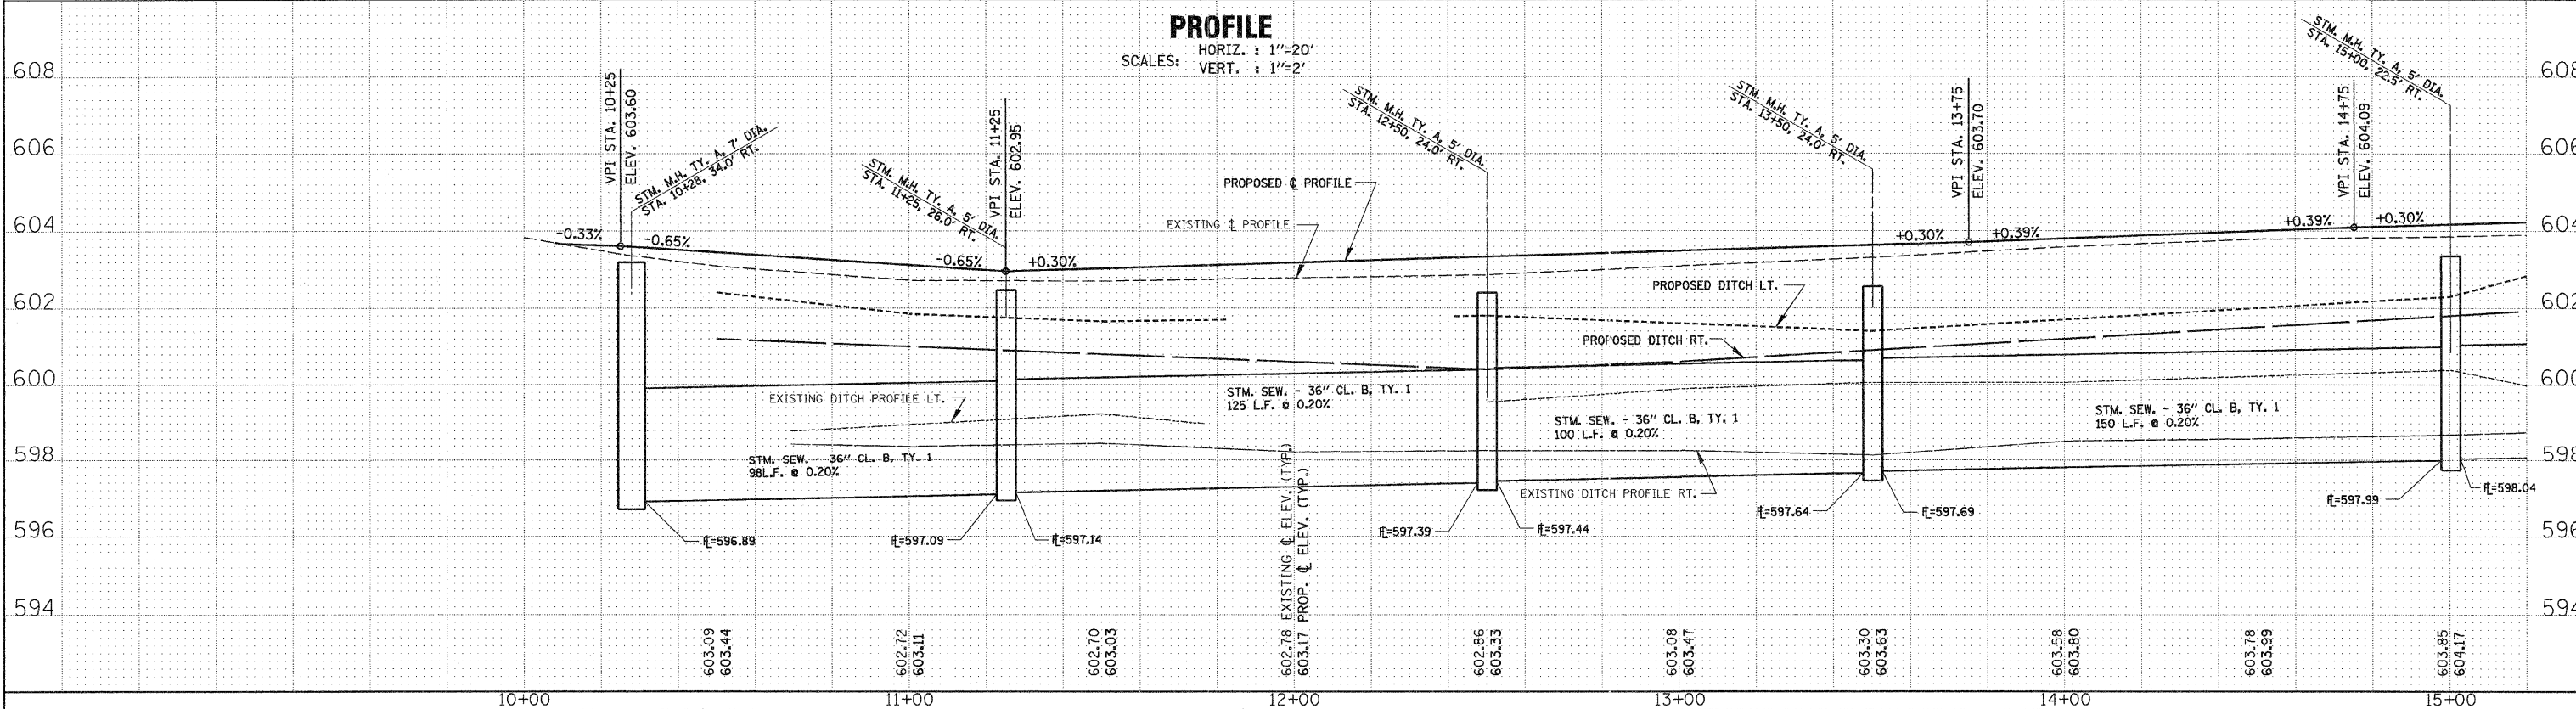 PROFILE
SCALES: HORIZ. : 1"=20'
VERT. : 1"=2'
608
606
604
602
600
598
596
594
608
606
604
602
600
598
596
594
VPI STA. 10+25
ELEV. 603.60
STM. M.H. TY. A, 7' DIA.
STA. 10+28, 34.0' RT.
STM. M.H. TY. A, 5' DIA.
STA. 11+25, 26.0' RT.
VPI STA. 11+25
ELEV. 602.95
STM. M.H. TY. A, 5' DIA.
STA. 12+50, 24.0' RT.
STM. M.H. TY. A, 5' DIA.
STA. 13+50, 24.0' RT.
VPI STA. 13+75
ELEV. 603.70
VPI STA. 14+75
ELEV. 604.09
STM. M.H. TY. A, 5' DIA.
STA. 15+00, 22.5' RT.
-0.33%
-0.65%
-0.65%
+0.30%
+0.30%
+0.39%
+0.39%
+0.30%
PROPOSED ℄ PROFILE
EXISTING ℄ PROFILE
PROPOSED DITCH LT.
PROPOSED DITCH RT.
EXISTING DITCH PROFILE LT.
EXISTING DITCH PROFILE RT.
STM. SEW. - 36" CL. B, TY. 1
98L.F. @ 0.20%
STM. SEW. - 36" CL. B, TY. 1
125 L.F. @ 0.20%
STM. SEW. - 36" CL. B, TY. 1
100 L.F. @ 0.20%
STM. SEW. - 36" CL. B, TY. 1
150 L.F. @ 0.20%
FL=596.89
FL=597.09
FL=597.14
FL=597.39
FL=597.44
FL=597.64
FL=597.69
FL=597.99
FL=598.04
603.09
603.44
602.72
603.11
602.70
603.03
602.78 EXISTING ℄ ELEV. (TYP.)
603.17 PROP. ℄ ELEV. (TYP.)
602.86
603.33
603.08
603.47
603.30
603.63
603.58
603.80
603.78
603.99
603.85
604.17
10+00
11+00
12+00
13+00
14+00
15+00